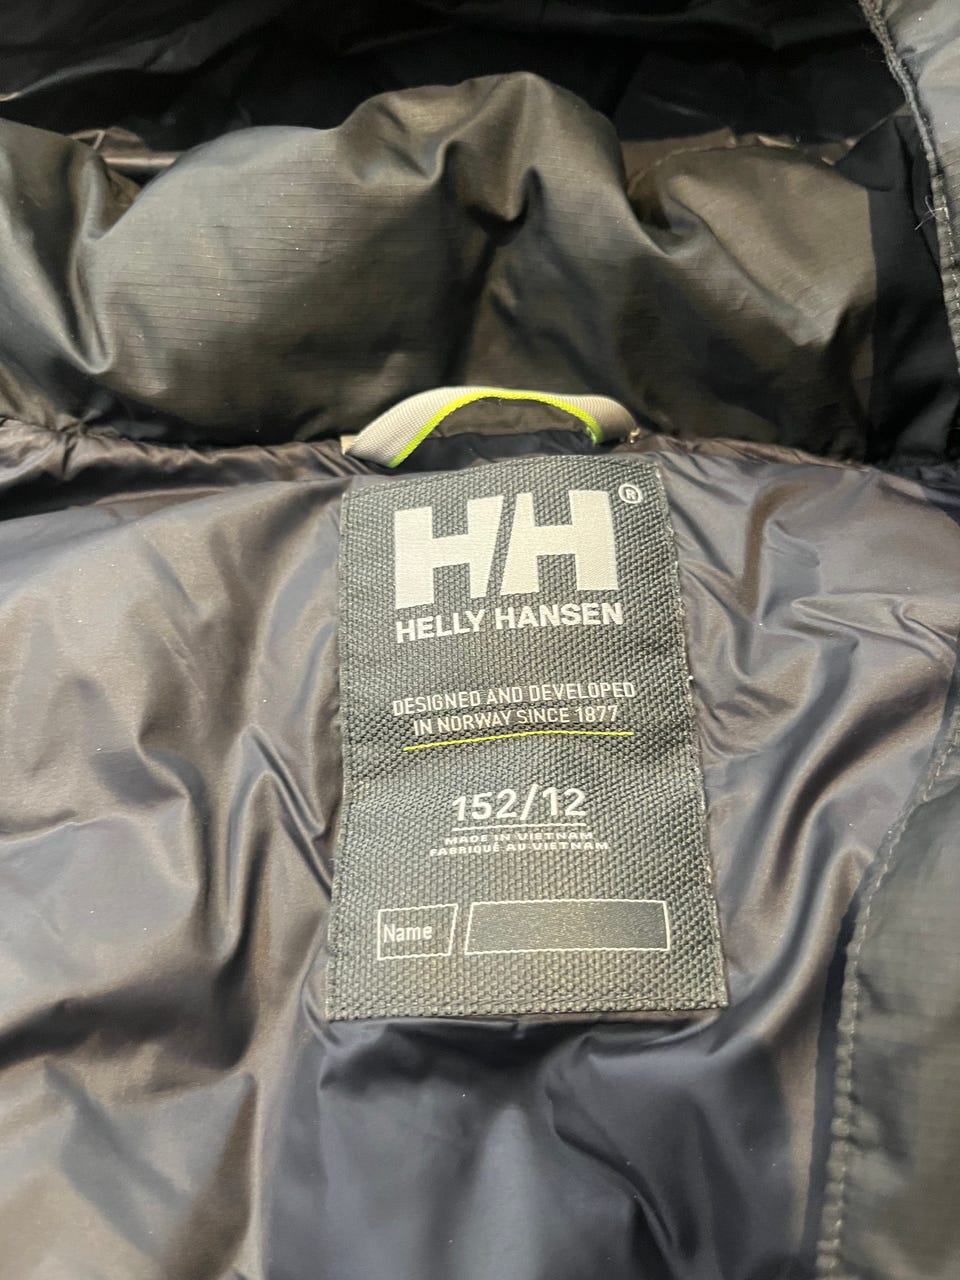 HH®
HELLY HANSEN
DESIGNED AND DEVELOPED
IN NORWAY SINCE 1877
152/12
MADE IN VIETNAM
FABRIQUÉ AU VIETNAM
Name